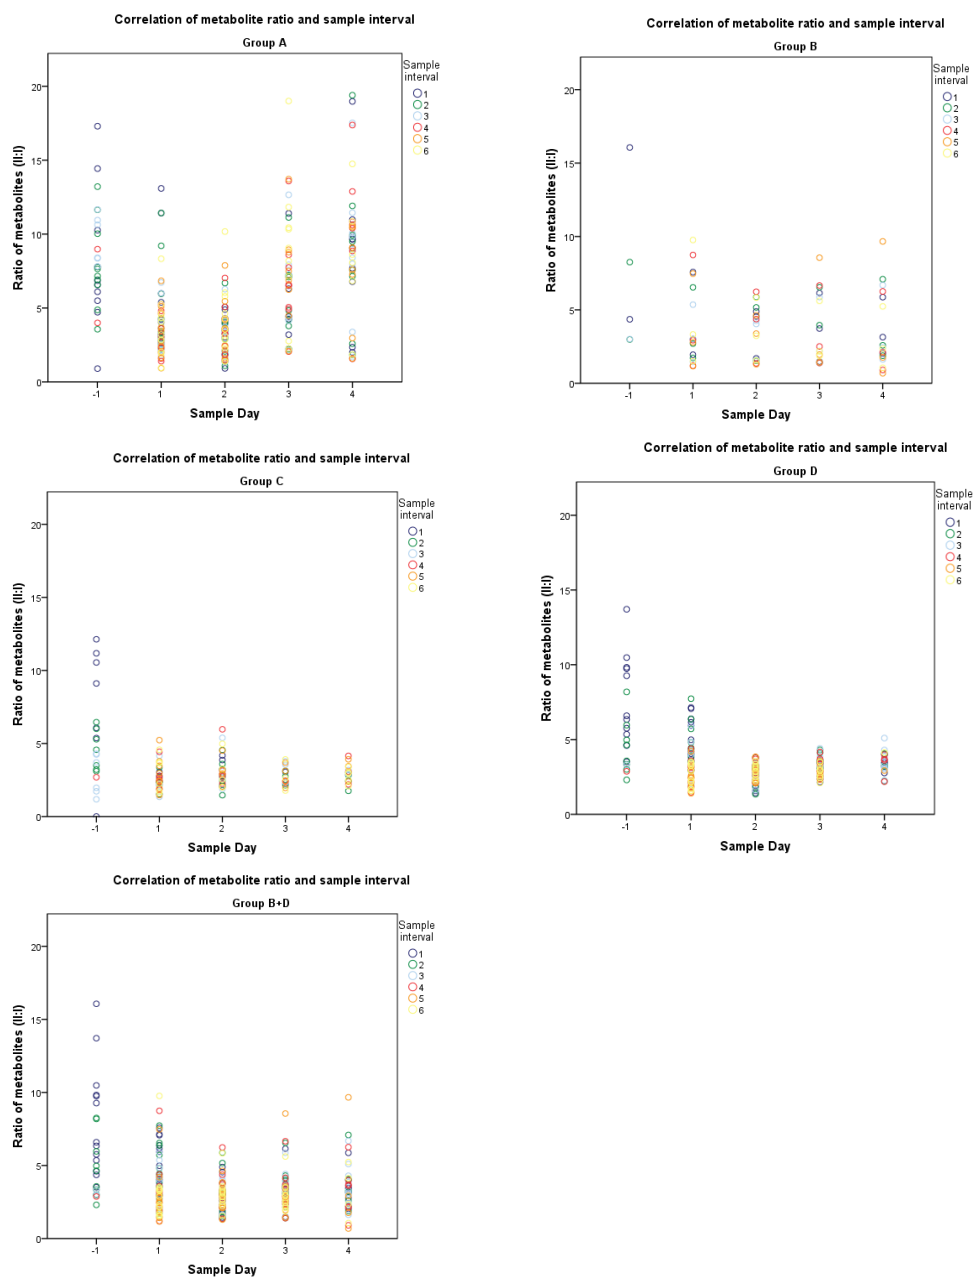 Correlation of metabolite ratio and sample interval
Group A
Sample
interval
1
2
3
4
5
6
20
15
10
5
0
-1
1
2
3
4
Ratio of metabolites (II:I)
Sample Day
Correlation of metabolite ratio and sample interval
Group B
Sample
interval
1
2
3
4
5
6
20
15
10
5
0
-1
1
2
3
4
Ratio of metabolites (II:I)
Sample Day
Correlation of metabolite ratio and sample interval
Group C
Sample
interval
1
2
3
4
5
6
20
15
10
5
0
-1
1
2
3
4
Ratio of metabolites (II:I)
Sample Day
Correlation of metabolite ratio and sample interval
Group D
Sample
interval
1
2
3
4
5
6
20
15
10
5
0
-1
1
2
3
4
Ratio of metabolites (II:I)
Sample Day
Correlation of metabolite ratio and sample interval
Group B+D
Sample
interval
1
2
3
4
5
6
20
15
10
5
0
-1
1
2
3
4
Ratio of metabolites (II:I)
Sample Day